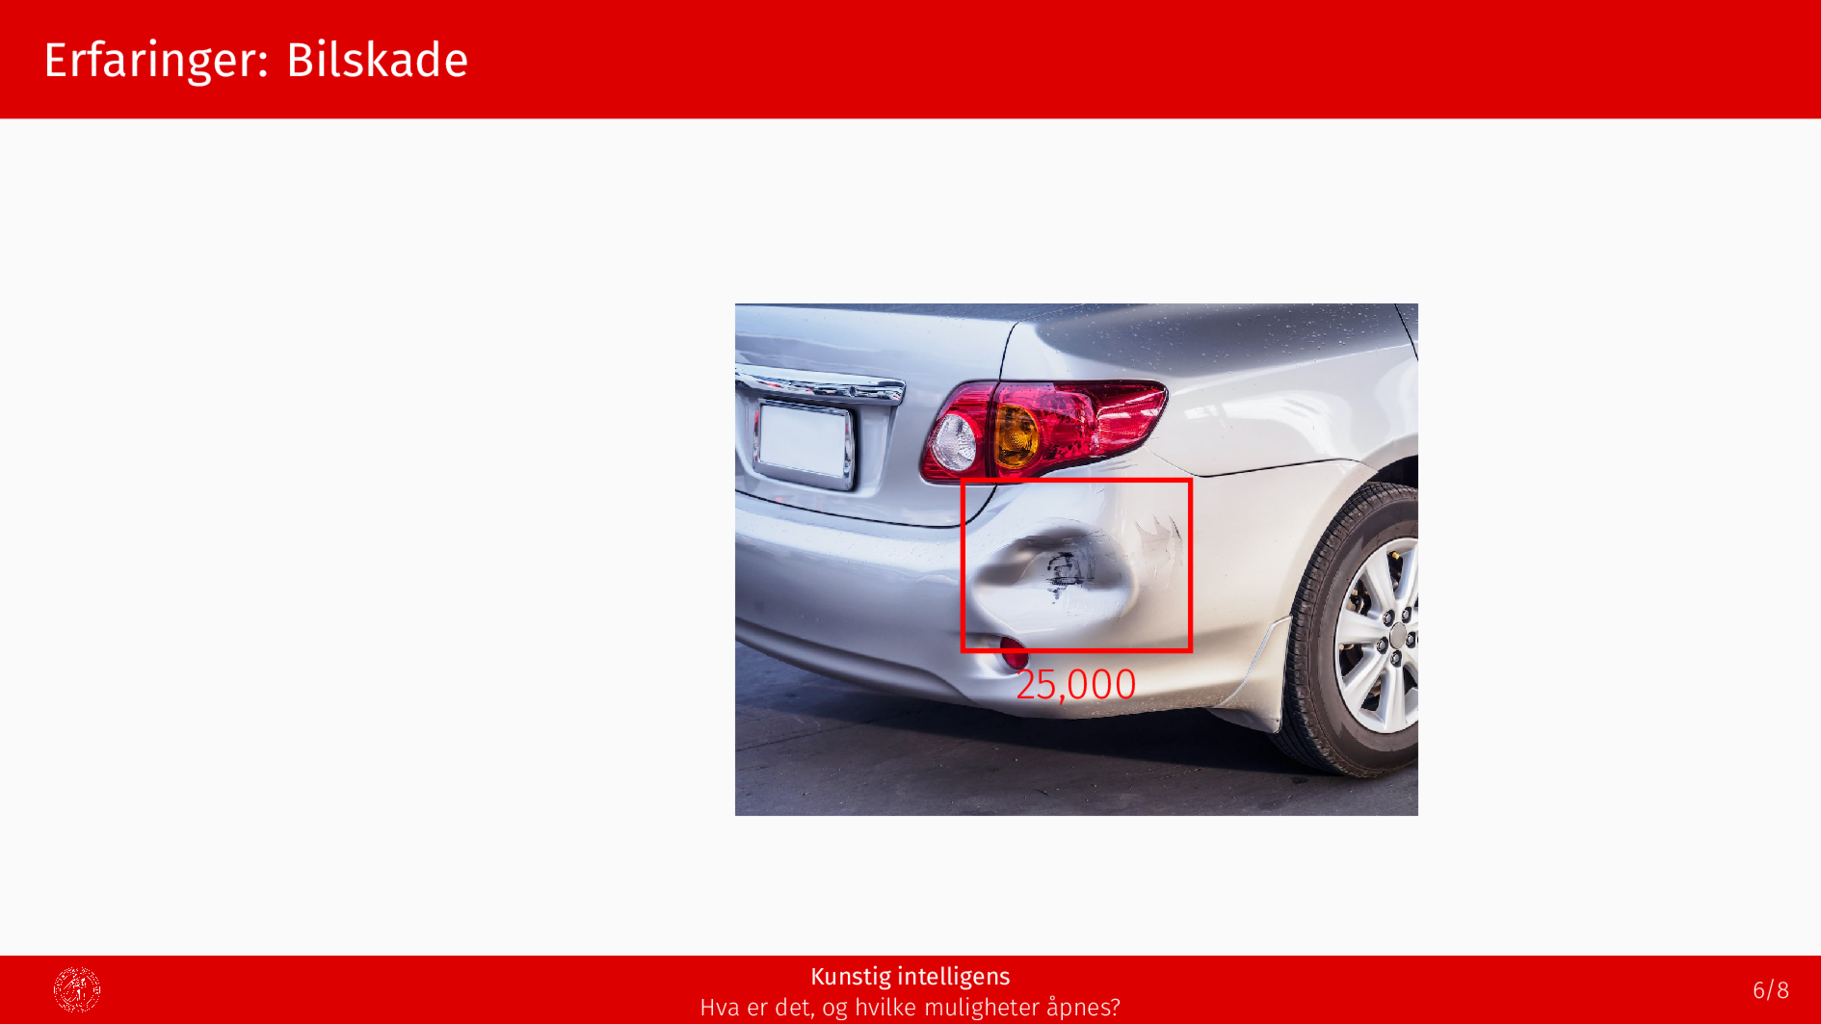 Erfaringer: Bilskade
25,000
Kunstig intelligens
Hva er det, og hvilke muligheter åpnes?
6/8